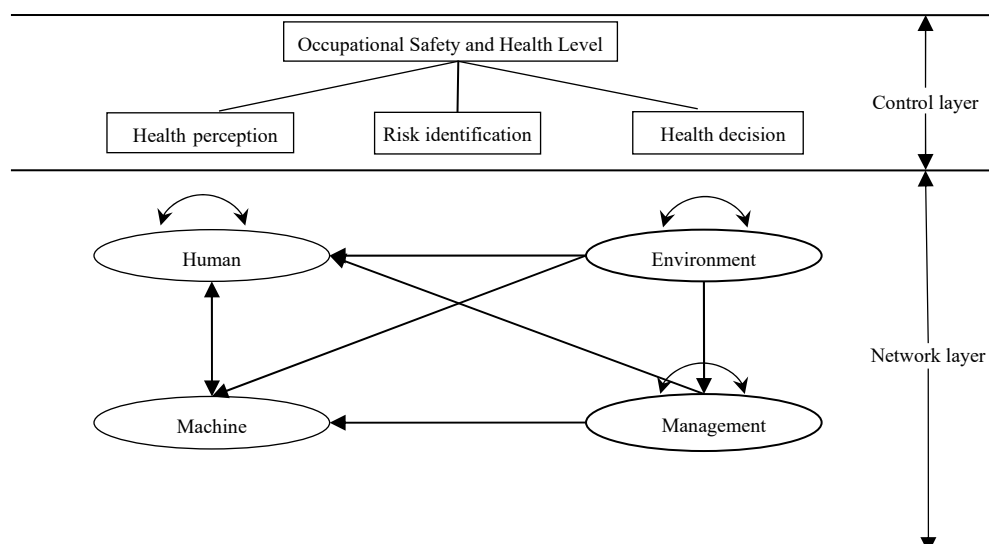 Occupational Safety and Health Level
Control layer
Health perception
Risk identification
Health decision
Human
Environment
Network layer
Machine
Management